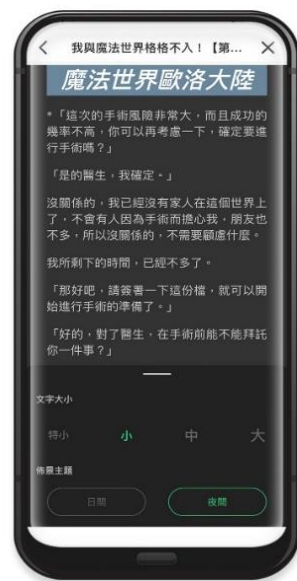 我與魔法世界格格不入！【第...
魔法世界歐洛大陸
*「這次的手術風險非常大，而且成功的
幾率不高，你可以再考慮一下，確定要進
行手術嗎？」
「是的醫生，我確定。」
沒關係的，我已經沒有家人在這個世界上
了，不會有人因為手術而擔心我，朋友也
不多，所以沒關係的，不需要顧慮什麼。
我所剩下的時間，已經不多了。
「那好吧，請簽署一下這份檔，就可以開
始進行手術的準備了。」
「好的，對了醫生，在手術前能不能拜託
你一件事？」
文字大小
特小 小 中 大
佈景主題
日間 夜間